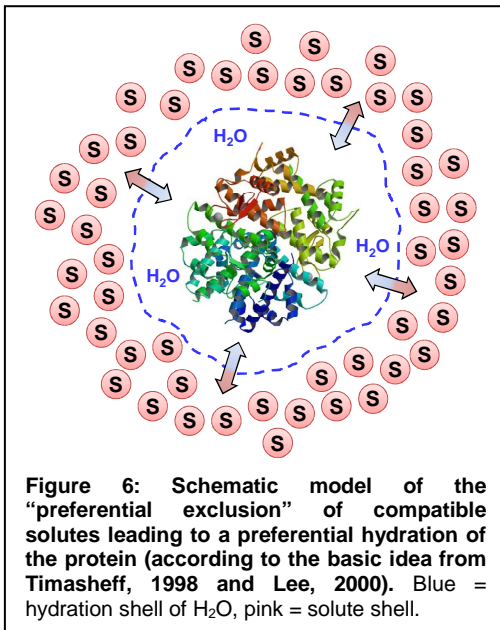 S
S
S
S S S S S S
S S S S
S S S
S S S S
S S
S S S S
S S
S S S S
S S S S
S S S S
S S S S
S S S S
S S S S
S S S S S S
S S S S S S
S
H₂O
H₂O
H₂O
Figure 6: Schematic model of the
“preferential exclusion” of compatible
solutes leading to a preferential hydration of
the protein (according to the basic idea from
Timasheff, 1998 and Lee, 2000). Blue =
hydration shell of H₂O, pink = solute shell.